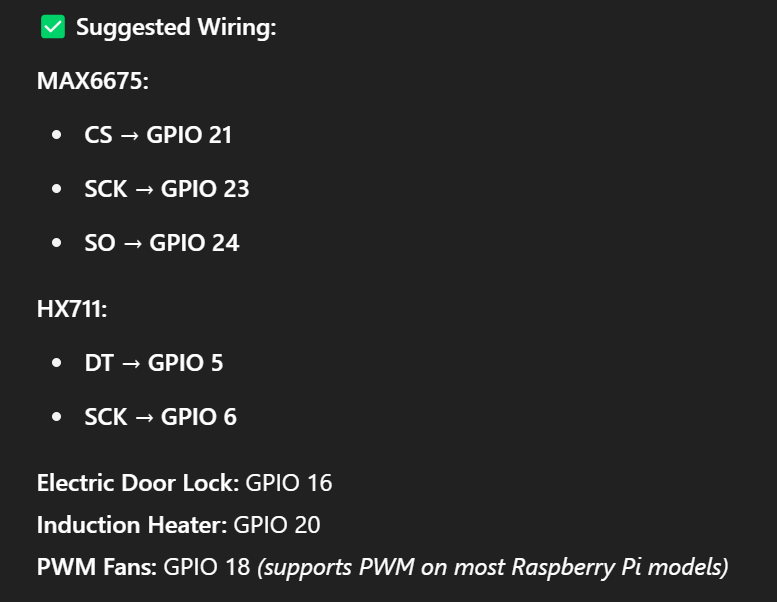 ✅ Suggested Wiring:
MAX6675:
• CS → GPIO 21
• SCK → GPIO 23
• SO → GPIO 24
HX711:
• DT → GPIO 5
• SCK → GPIO 6
Electric Door Lock: GPIO 16
Induction Heater: GPIO 20
PWM Fans: GPIO 18 (supports PWM on most Raspberry Pi models)